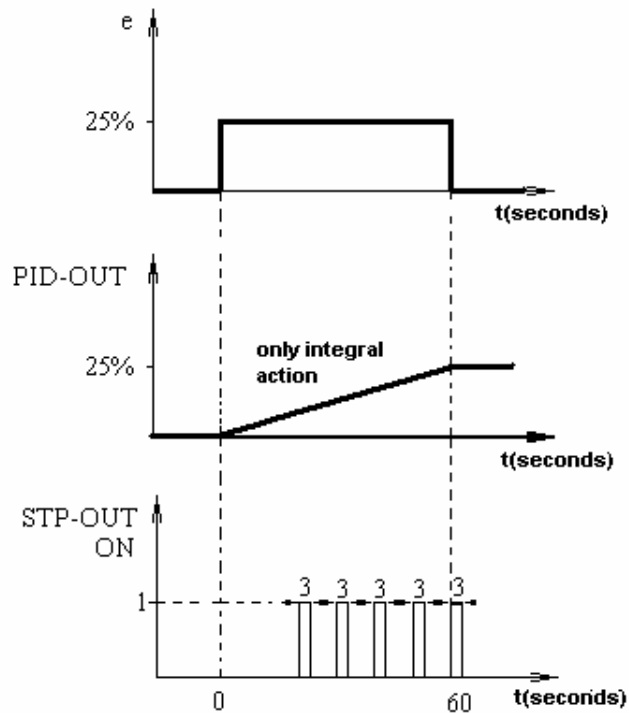 e
25%
t(seconds)
PID-OUT
only integral
action
25%
t(seconds)
STP-OUT
ON
3 3 3 3 3
1
0 60 t(seconds)